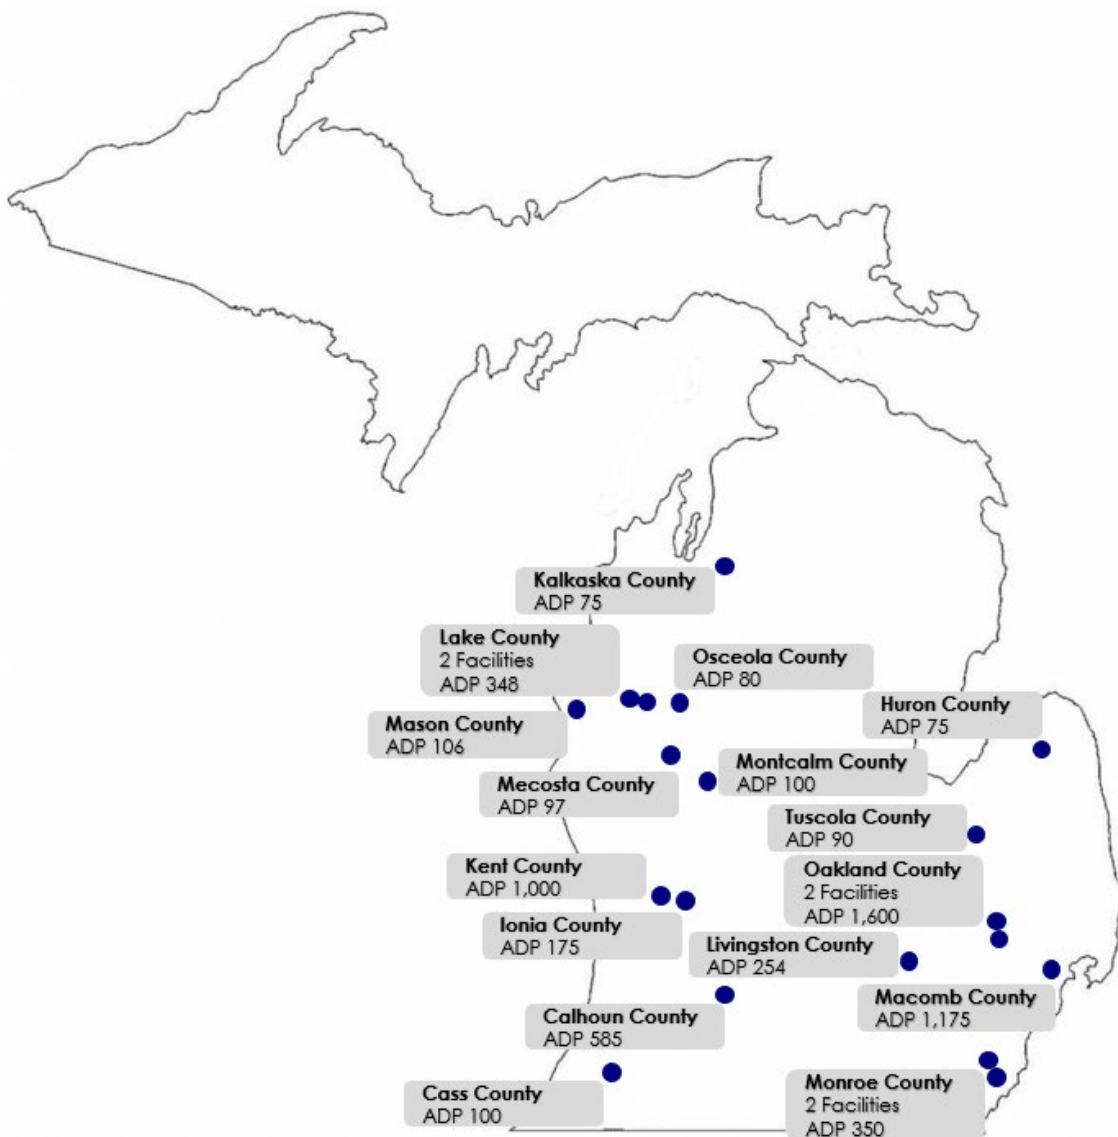 Kalkaska County
ADP 75
Lake County
2 Facilities
ADP 348
Osceola County
ADP 80
Huron County
ADP 75
Mason County
ADP 106
Montcalm County
ADP 100
Mecosta County
ADP 97
Tuscola County
ADP 90
Kent County
ADP 1,000
Oakland County
2 Facilities
ADP 1,600
Ionia County
ADP 175
Livingston County
ADP 254
Macomb County
ADP 1,175
Calhoun County
ADP 585
Cass County
ADP 100
Monroe County
2 Facilities
ADP 350